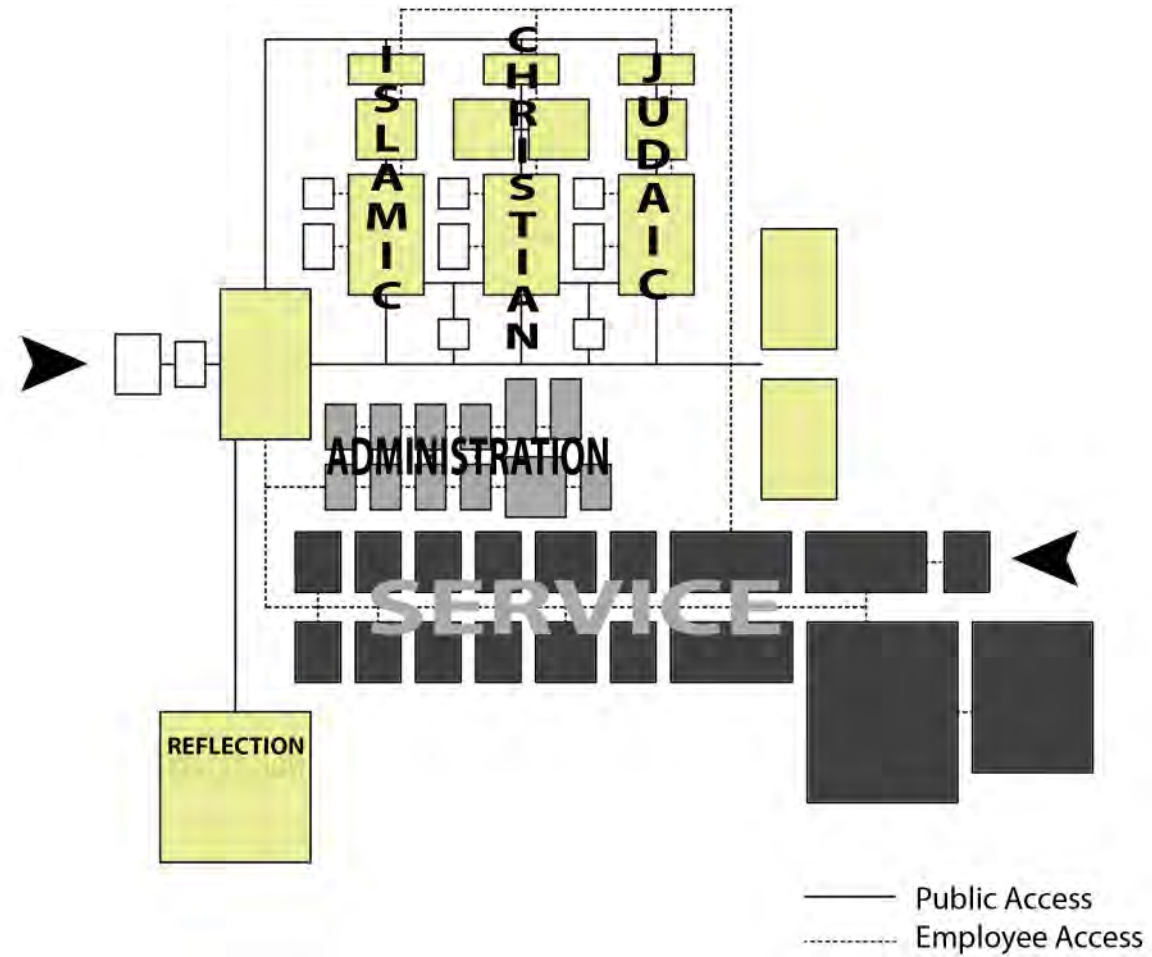 ISLAMIC
CHRISTIAN
JUDAIC
ADMINISTRATION
SERVICE
REFLECTION
Public Access
Employee Access